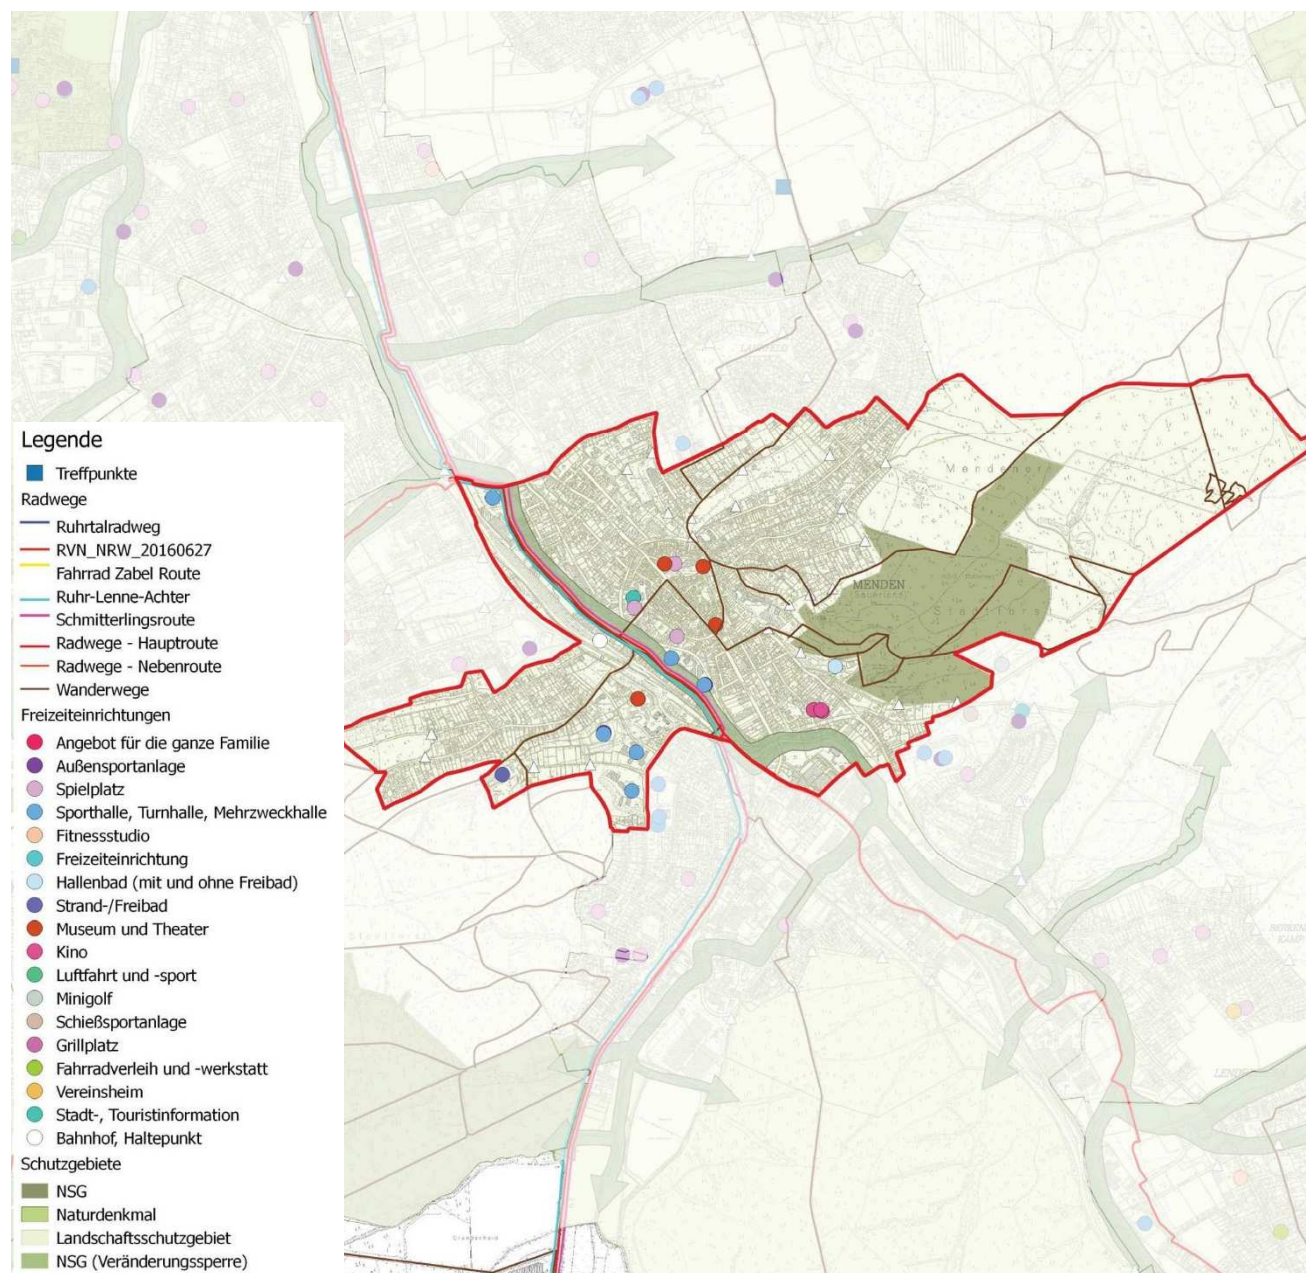 Legende
Treffpunkte
Radwege
Ruhrtalradweg
RVN_NRW_20160627
Fahrrad Zabel Route
Ruhr-Lenne-Achter
Schmitterlingsroute
Radwege - Hauptroute
Radwege - Nebenroute
Wanderwege
Freizeiteinrichtungen
Angebot für die ganze Familie
Außensportanlage
Spielplatz
Sporthalle, Turnhalle, Mehrzweckhalle
Fitnessstudio
Freizeiteinrichtung
Hallenbad (mit und ohne Freibad)
Strand-/Freibad
Museum und Theater
Kino
Luftfahrt und -sport
Minigolf
Schießsportanlage
Grillplatz
Fahrradverleih und -werkstatt
Vereinsheim
Stadt-, Touristinformation
Bahnhof, Haltepunkt
Schutzgebiete
NSG
Naturdenkmal
Landschaftsschutzgebiet
NSG (Veränderungssperre)
MENDEN
(Sauerland)
Stadtforst